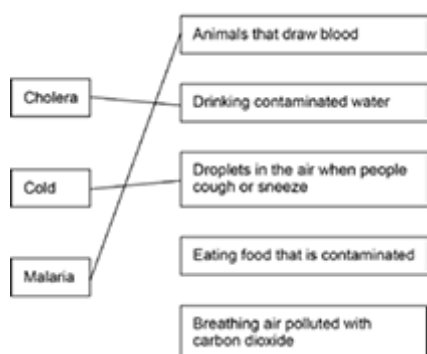 Cholera
Cold
Malaria
Animals that draw blood
Drinking contaminated water
Droplets in the air when people
cough or sneeze
Eating food that is contaminated
Breathing air polluted with
carbon dioxide